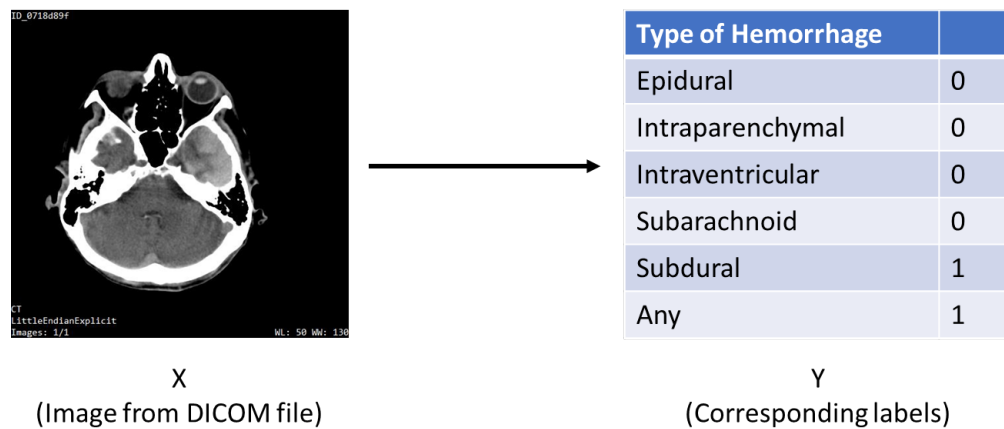 ID_0718d89f
CT
LittleEndianExplicit
Images: 1/1
WL: 50 WW: 130
Type of Hemorrhage
Epidural 0
Intraparenchymal 0
Intraventricular 0
Subarachnoid 0
Subdural 1
Any 1
X
(Image from DICOM file)
Y
(Corresponding labels)